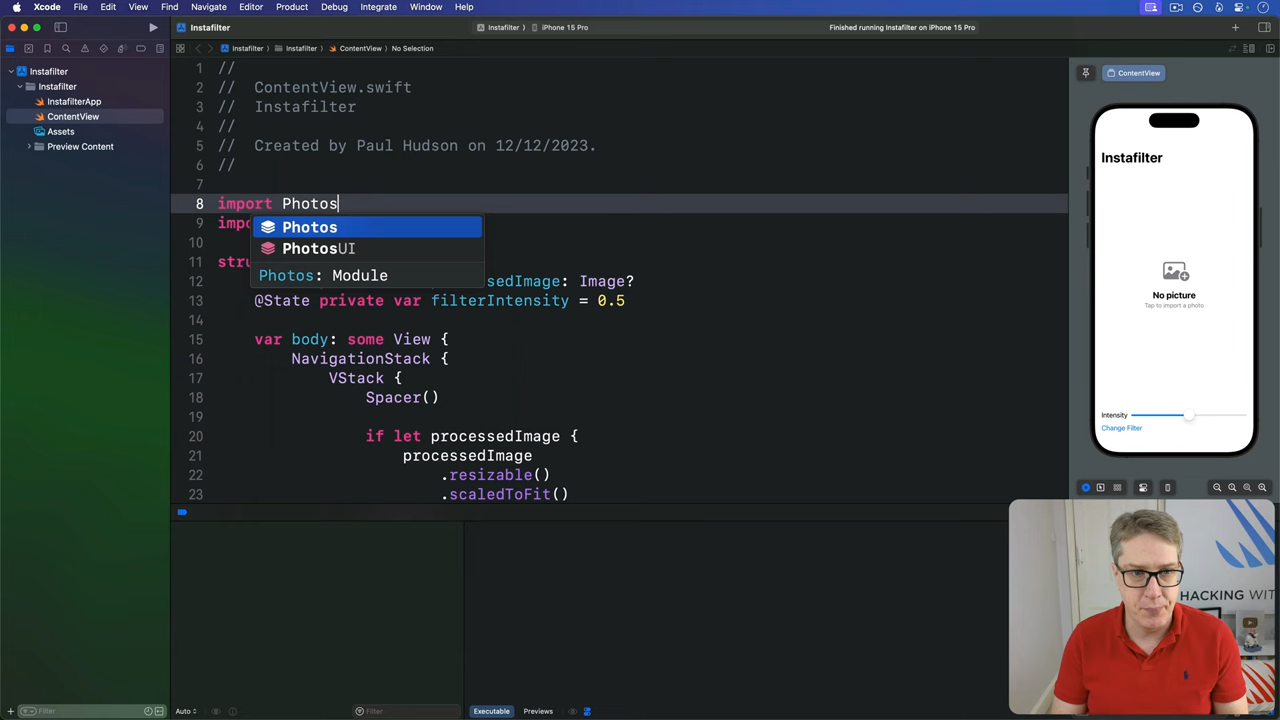 Xcode File Edit View Find Navigate Editor Product Debug Integrate Window Help
Instafilter
Instafilter iPhone 15 Pro
Finished running Instafilter on iPhone 15 Pro
Instafilter
Instafilter
InstafilterApp
ContentView
Assets
Preview Content
Instafilter Instafilter ContentView No Selection
1 //
2 // ContentView.swift
3 // Instafilter
4 //
5 // Created by Paul Hudson on 12/12/2023.
6 //
7
8 import Photos
9 impo
Photos
PhotosUI
Photos: Module
10
11 stru
12 sedImage: Image?
13 @State private var filterIntensity = 0.5
14
15 var body: some View {
16 NavigationStack {
17 VStack {
18 Spacer()
19
20 if let processedImage {
21 processedImage
22 .resizable()
23 .scaledToFit()
ContentView
Instafilter
No picture
Tap to import a photo
Intensity
Change Filter
HACKING WIT
Filter
Auto
Filter
Executable Previews